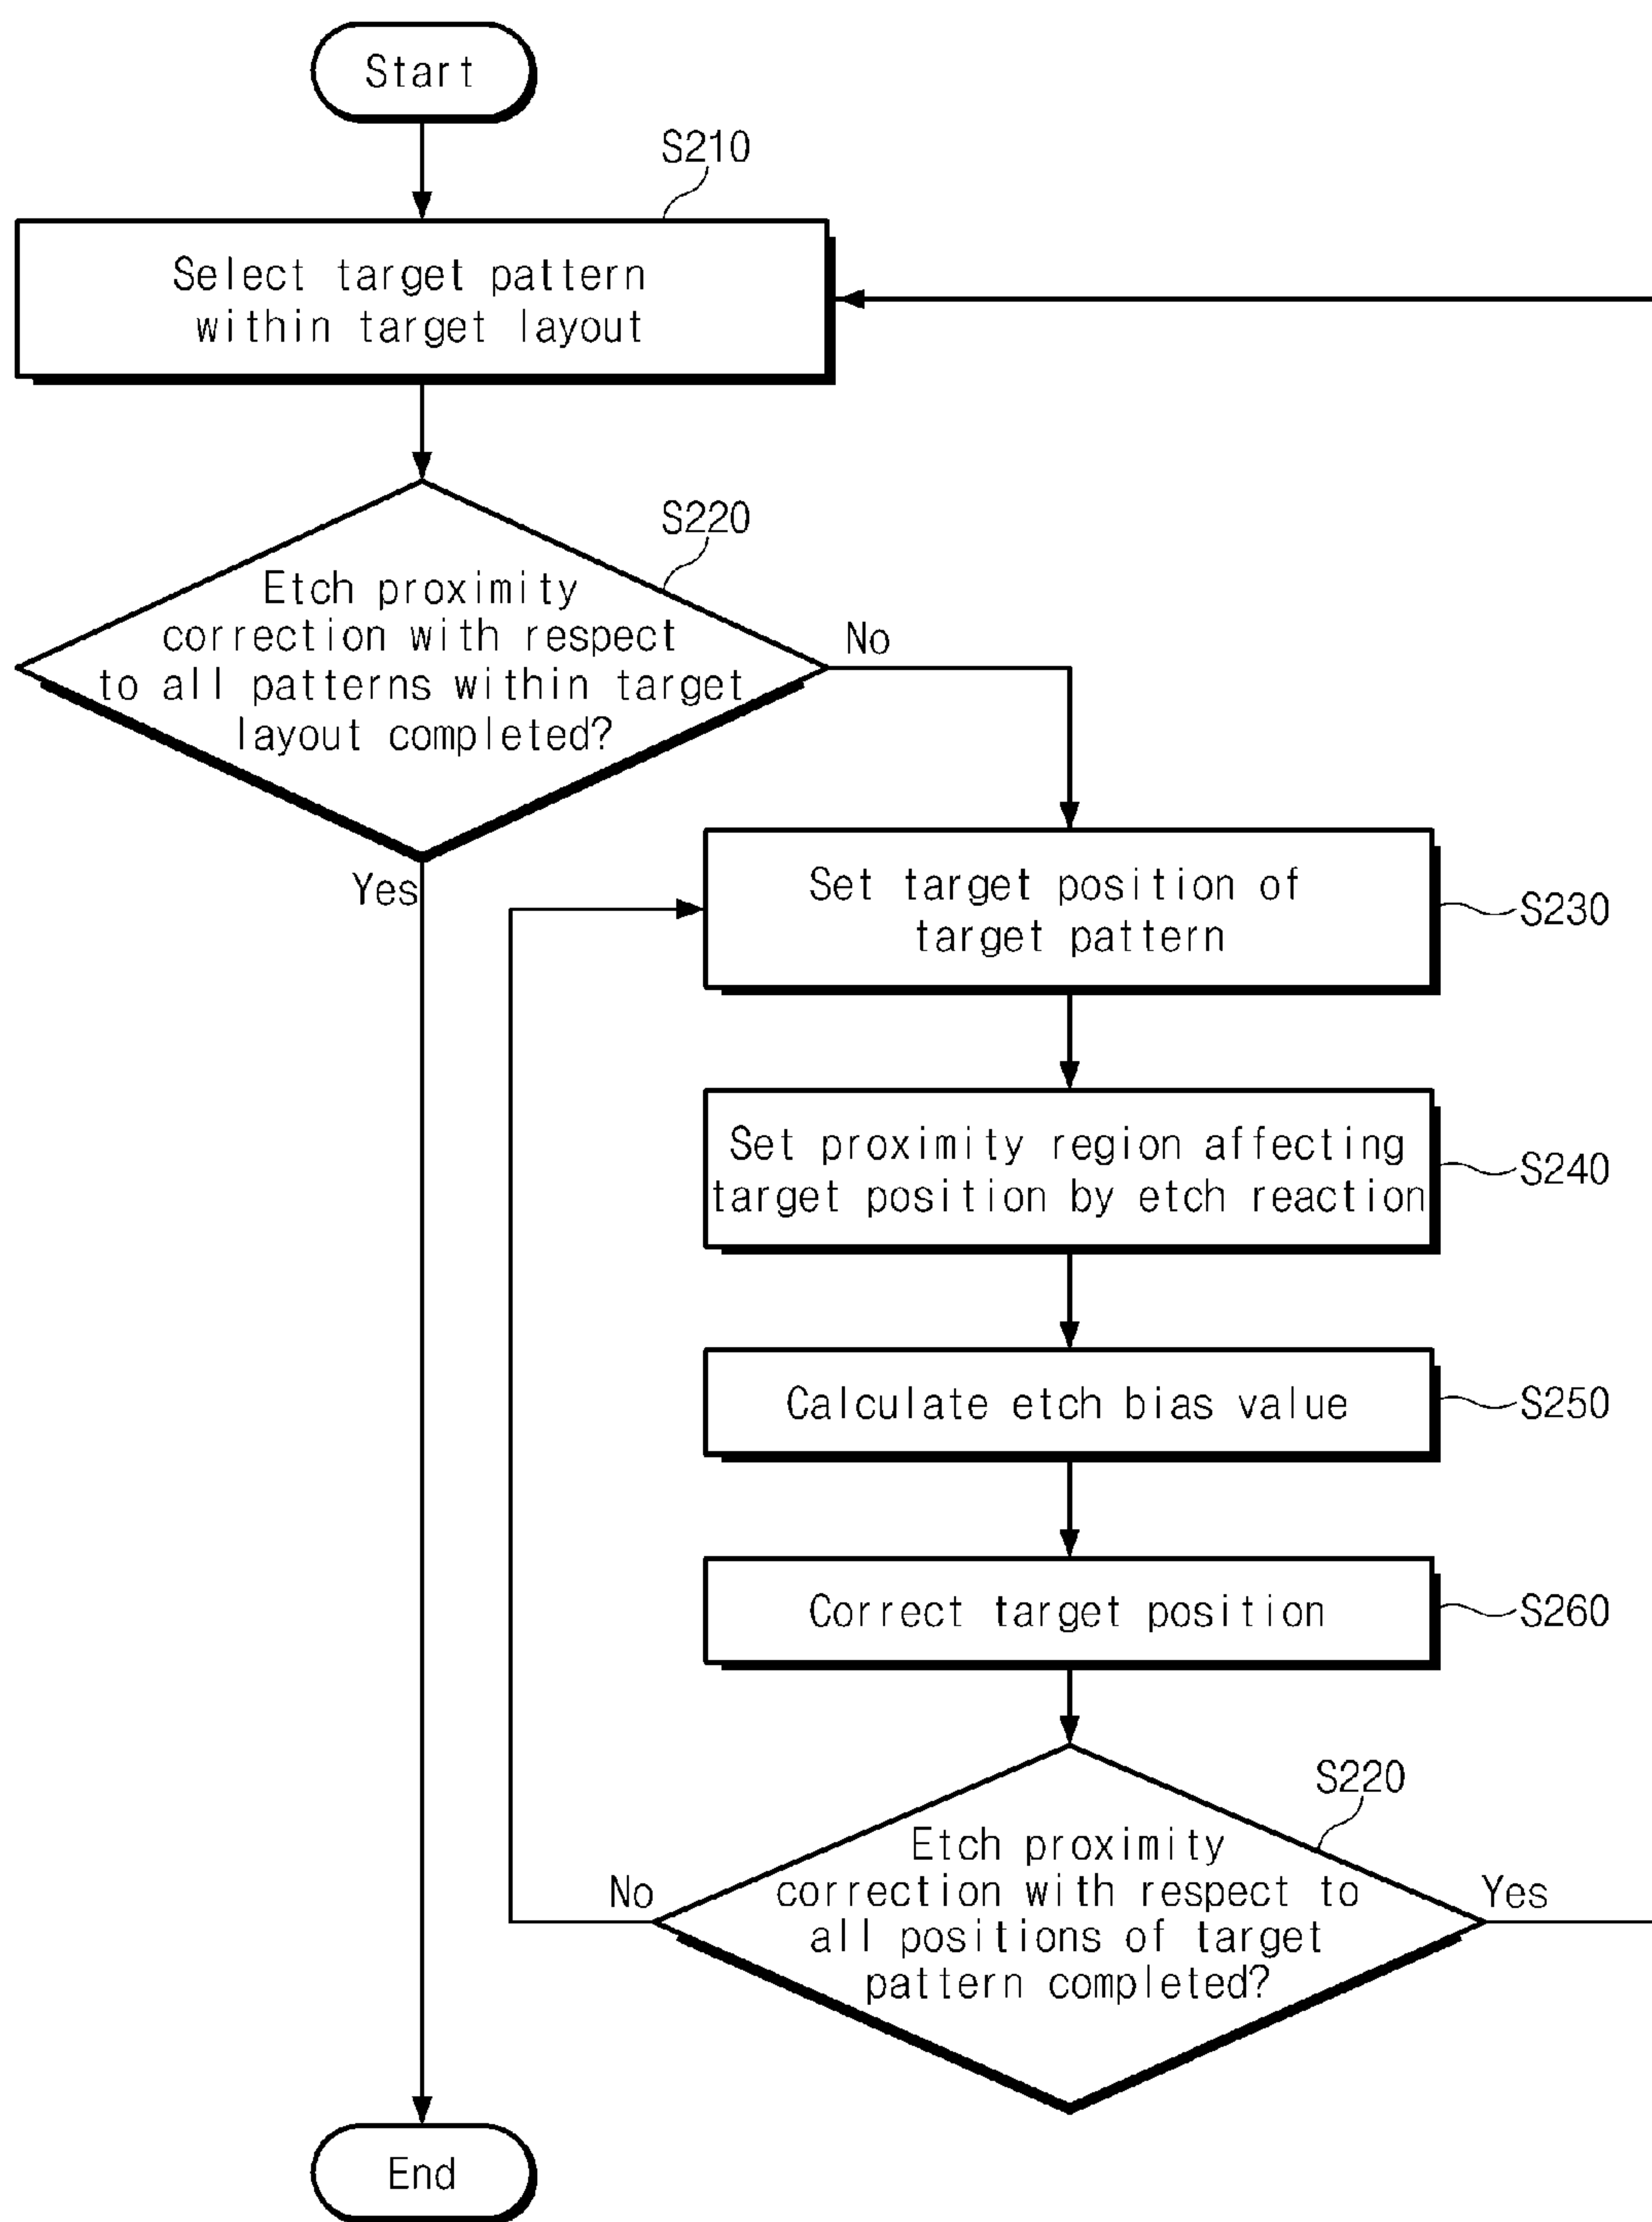 Start
S210
Select target pattern
within target layout
S220
Etch proximity
correction with respect
to all patterns within target
layout completed?
No
Yes
Set target position of
target pattern
S230
Set proximity region affecting
target position by etch reaction
S240
Calculate etch bias value
S250
Correct target position
S260
S220
Etch proximity
correction with respect to
all positions of target
pattern completed?
No
Yes
End